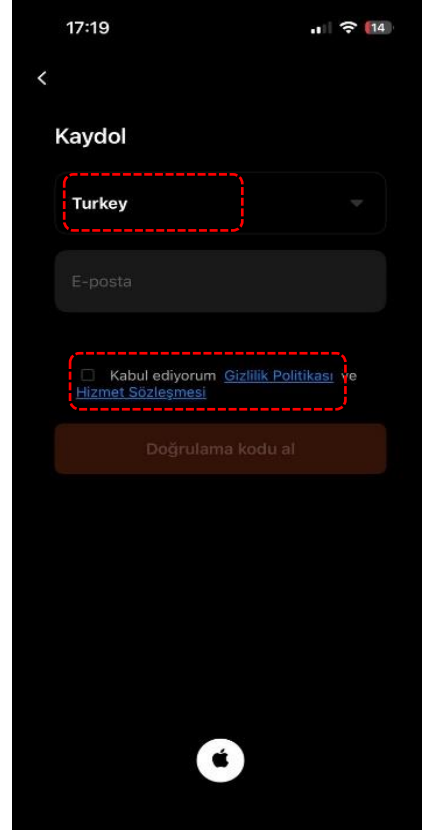 17:19
14
Kaydol
Turkey
E-posta
Kabul ediyorum Gizlilik Politikası ve
Hizmet Sözleşmesi
Doğrulama kodu al